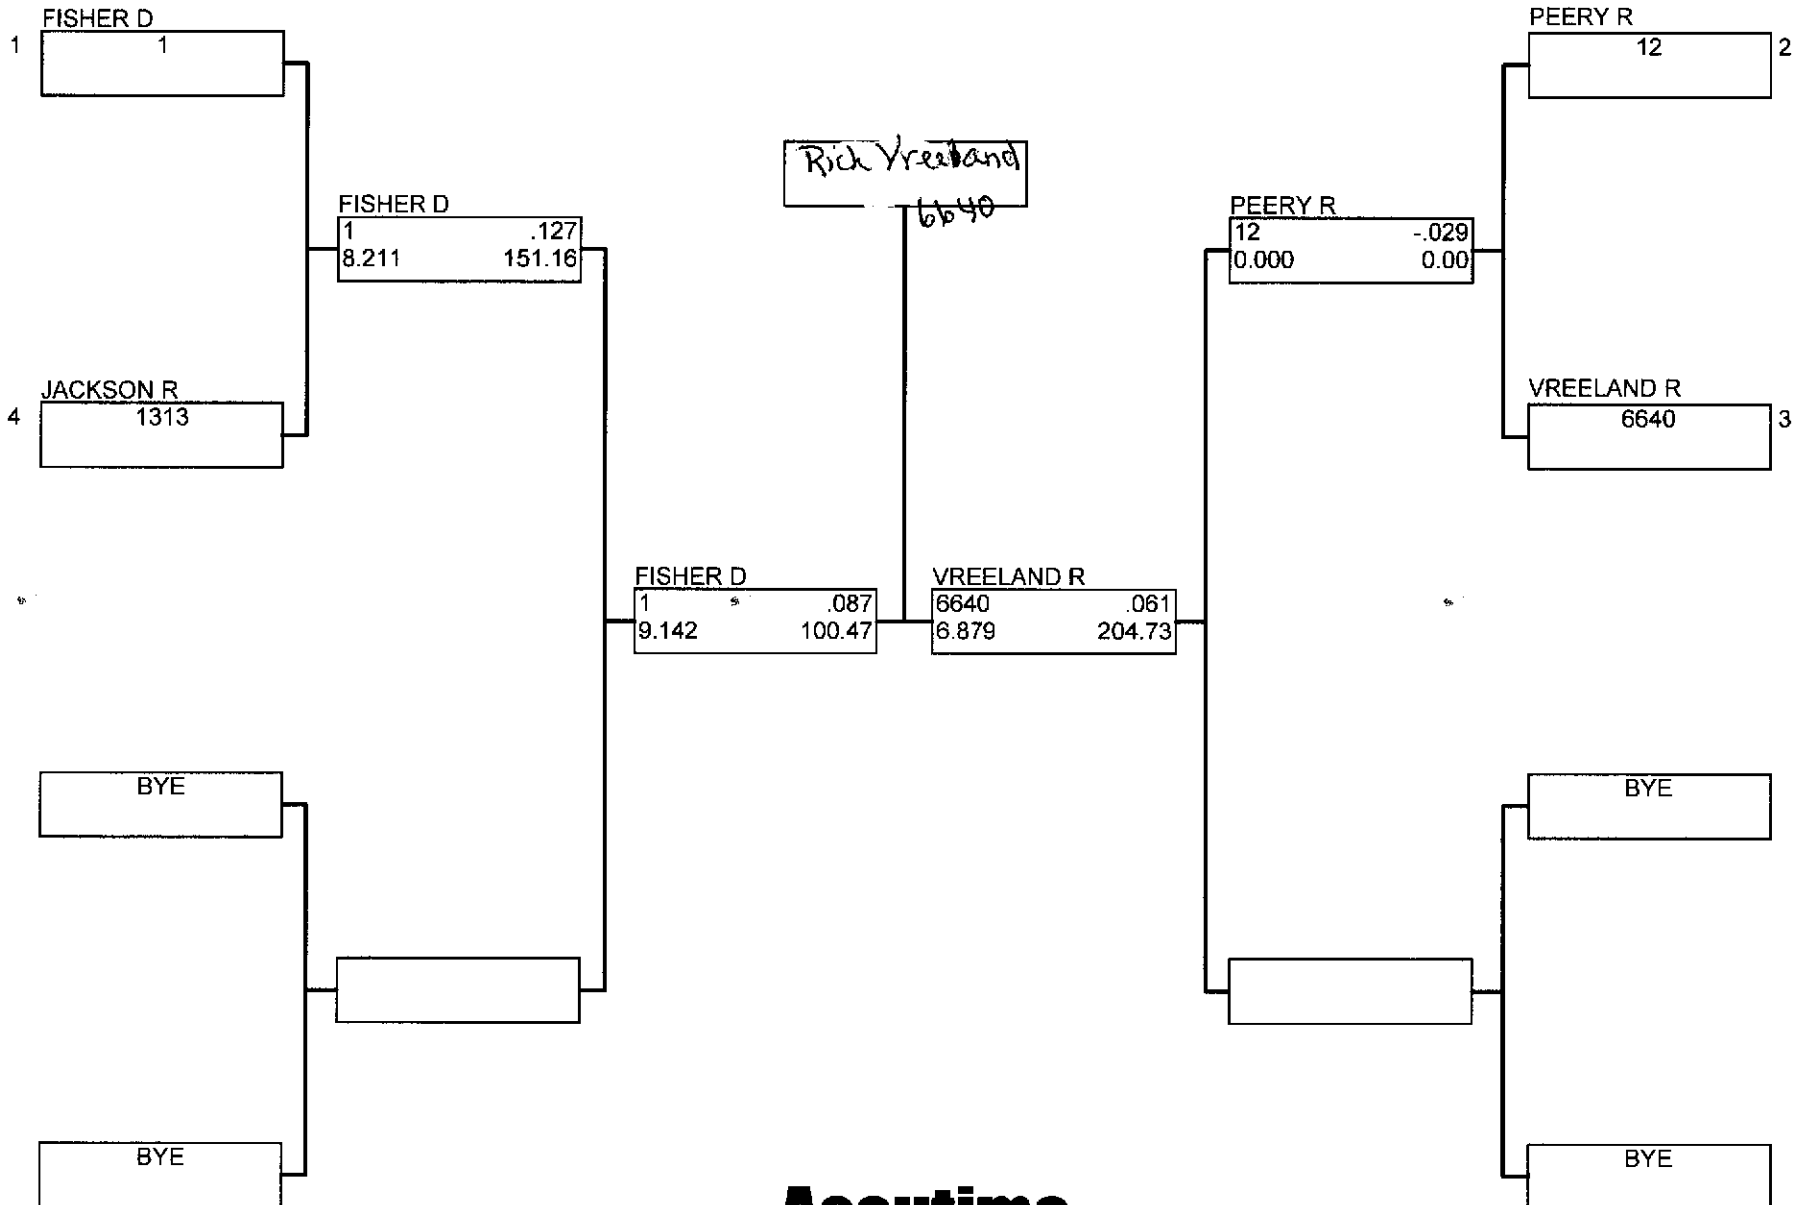 FISHER D
1 1
PEERY R
12 2
Rich Vreeland
6640
FISHER D
1 .127
8.211 151.16
PEERY R
12 -.029
0.000 0.00
JACKSON R
4 1313
VREELAND R
6640 3
FISHER D
1 .087
9.142 100.47
VREELAND R
6640 .061
6.879 204.73
BYE
BYE
BYE
BYE
Accutime